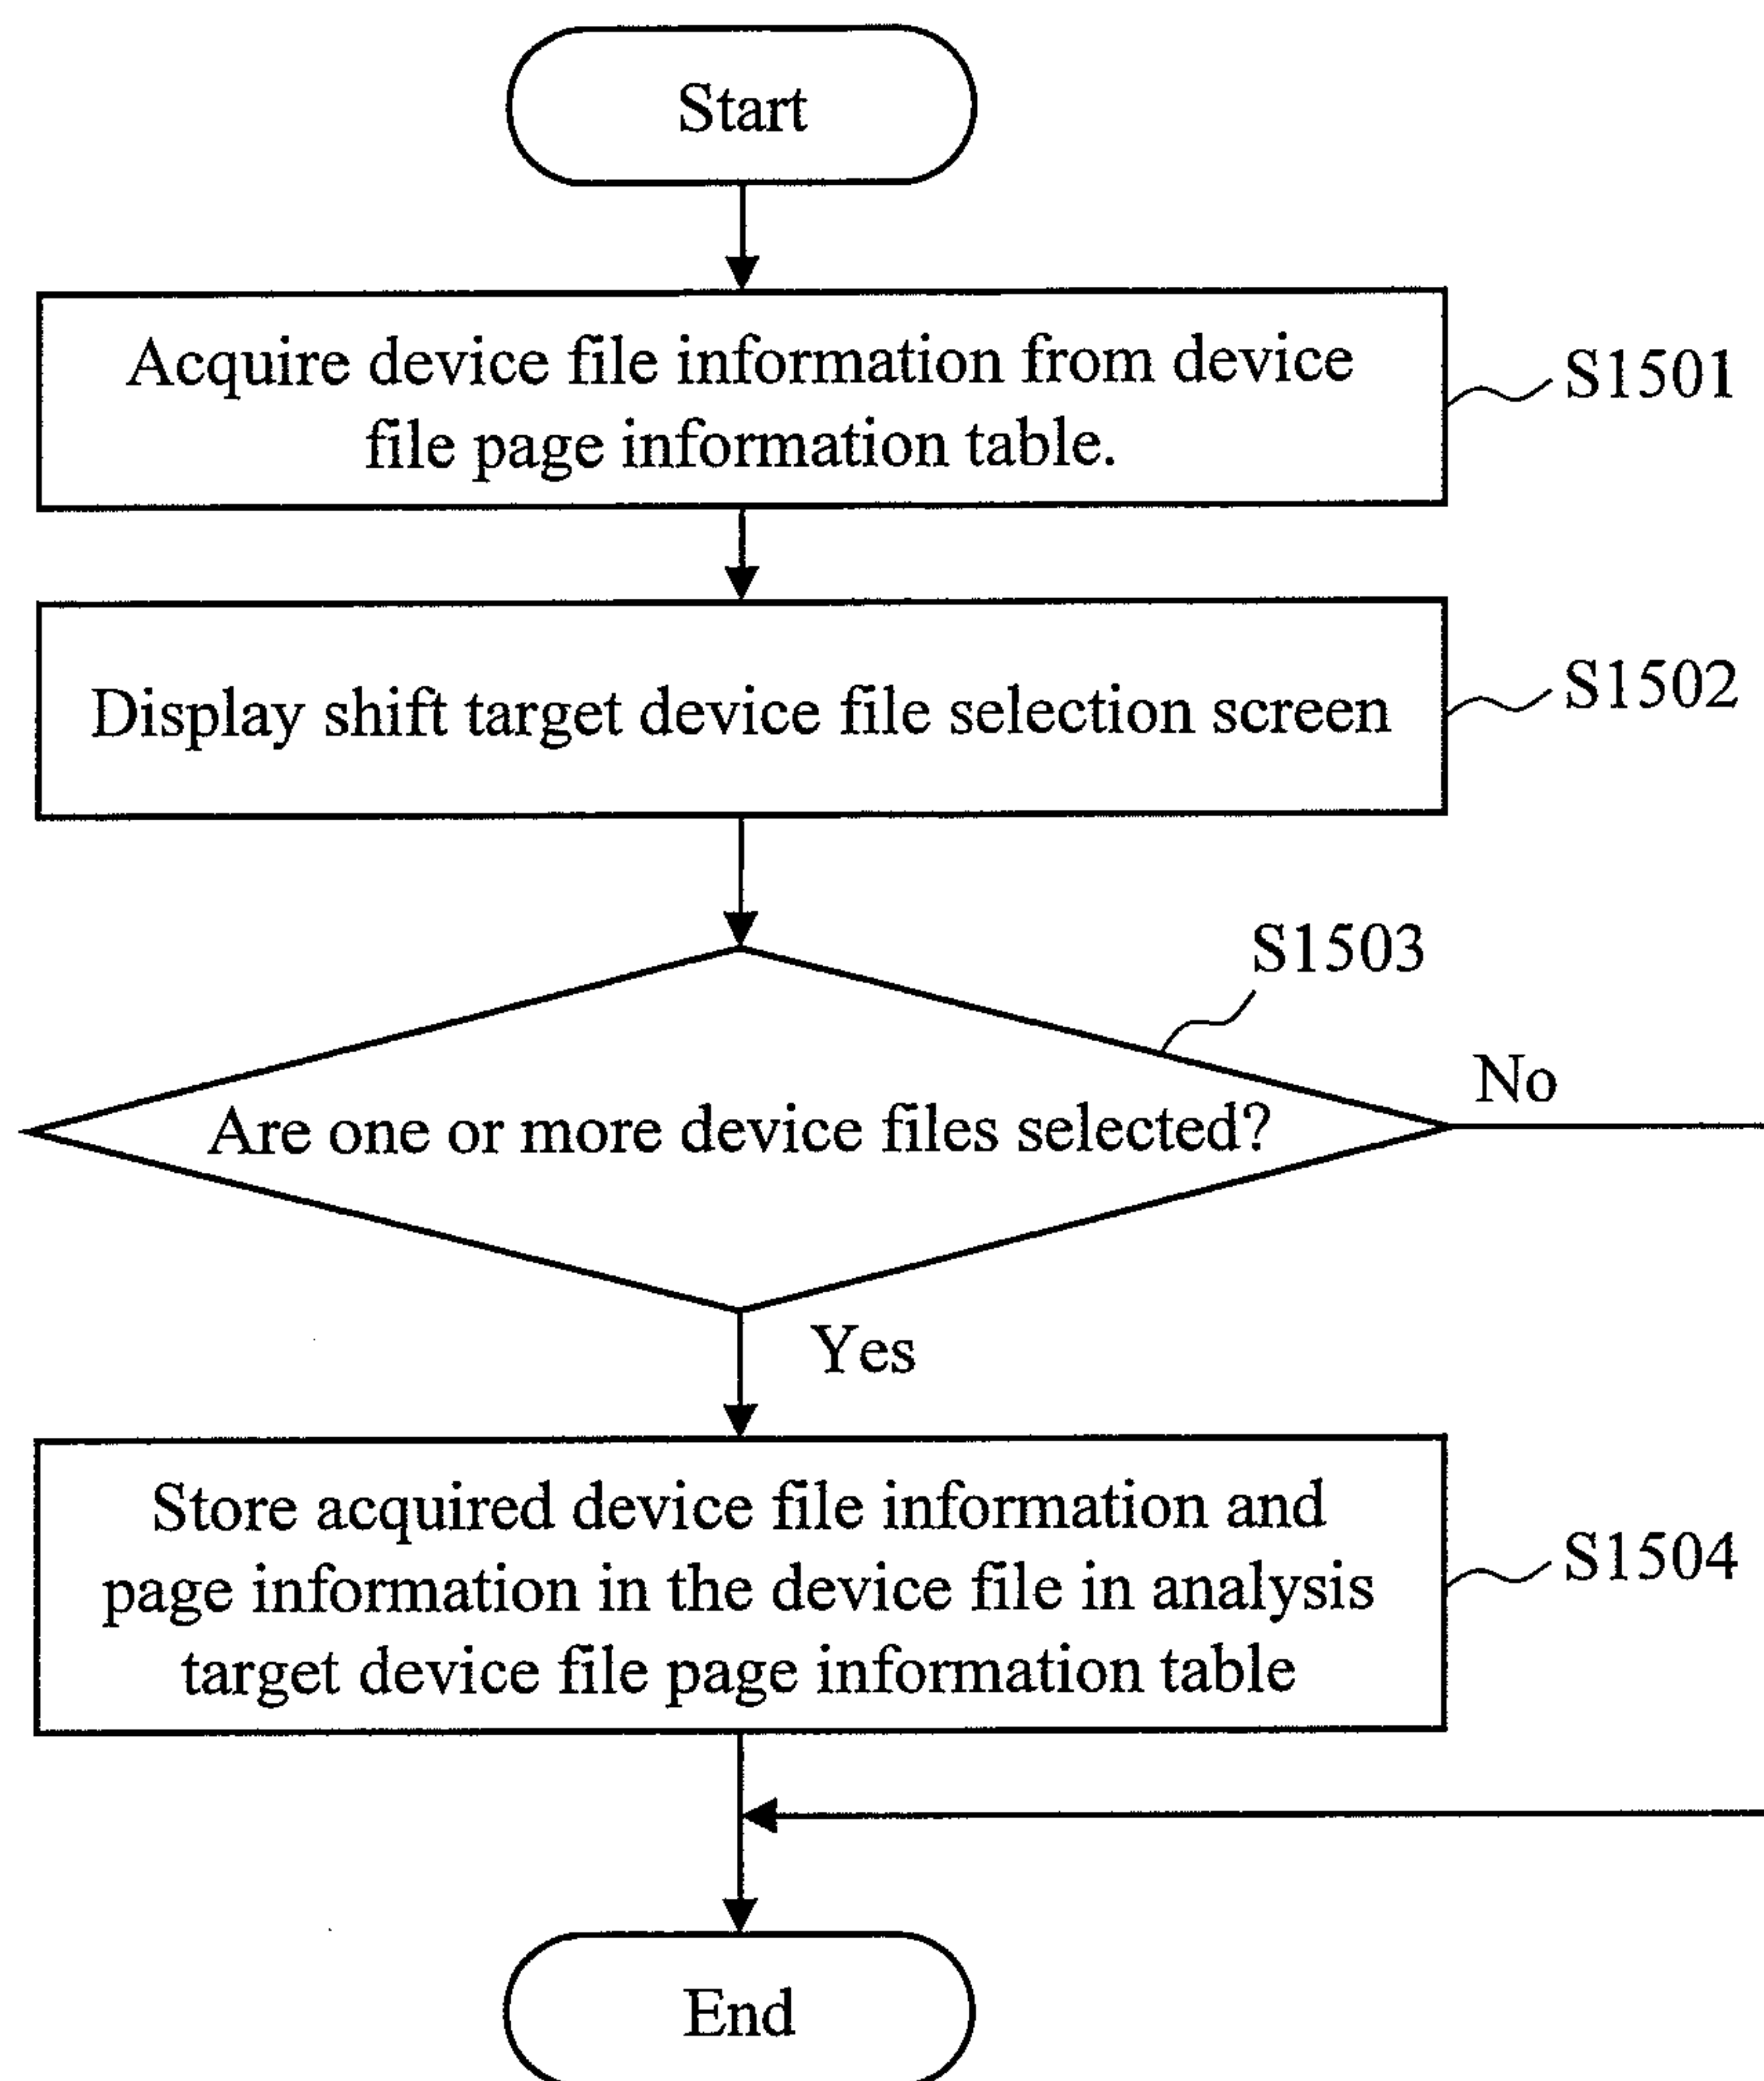 Start
Acquire device file information from device
file page information table.
S1501
Display shift target device file selection screen
S1502
S1503
Are one or more device files selected?
No
Yes
Store acquired device file information and
page information in the device file in analysis
target device file page information table
S1504
End